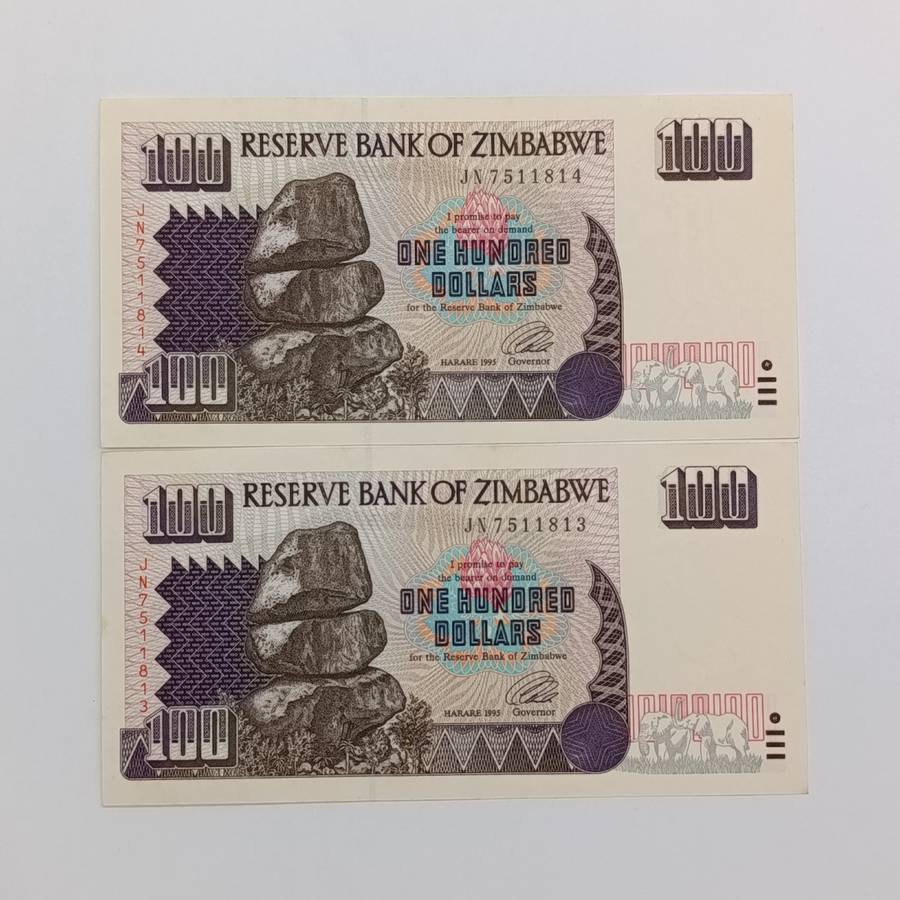 100 RESERVE BANK OF ZIMBABWE 100
JN7511814
JN7511814
I promise to pay
the bearer on demand
ONE HUNDRED
DOLLARS
for the Reserve Bank of Zimbabwe
HARARE 1995 Governor
100
100 RESERVE BANK OF ZIMBABWE 100
JN7511813
JN7511813
I promise to pay
the bearer on demand
ONE HUNDRED
DOLLARS
for the Reserve Bank of Zimbabwe
HARARE 1995 Governor
100